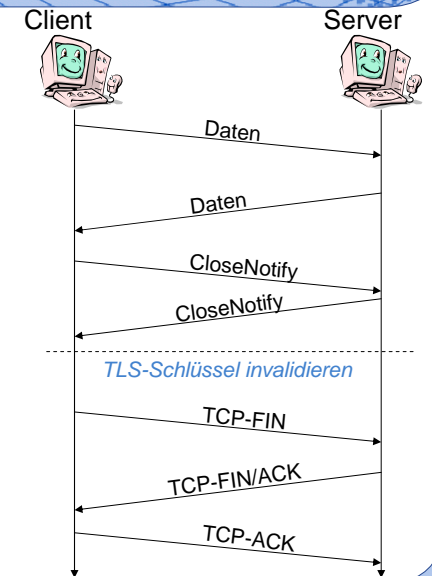 Client
Server
Daten
Daten
CloseNotify
CloseNotify
TLS-Schlüssel invalidieren
TCP-FIN
TCP-FIN/ACK
TCP-ACK